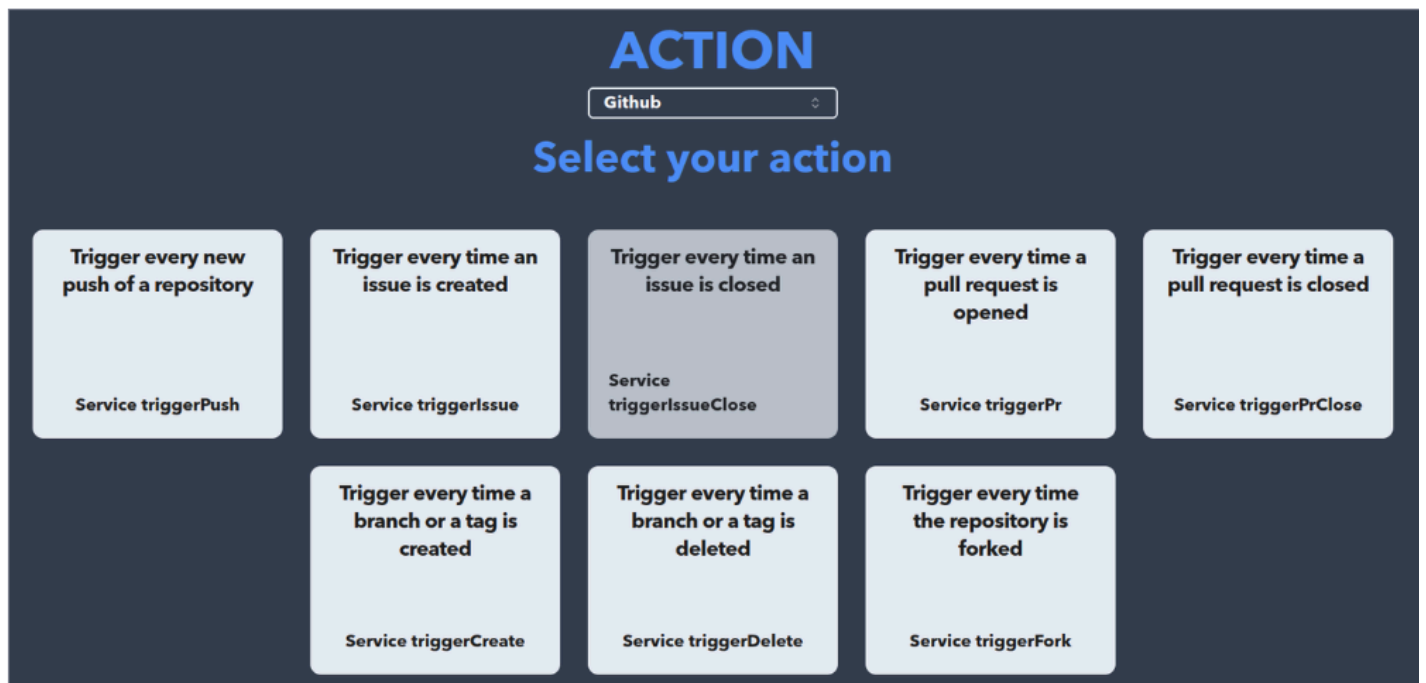 ACTION
Github
Select your action
Trigger every new
push of a repository
Service triggerPush
Trigger every time an
issue is created
Service triggerIssue
Trigger every time an
issue is closed
Service
triggerIssueClose
Trigger every time a
pull request is
opened
Service triggerPr
Trigger every time a
pull request is closed
Service triggerPrClose
Trigger every time a
branch or a tag is
created
Service triggerCreate
Trigger every time a
branch or a tag is
deleted
Service triggerDelete
Trigger every time
the repository is
forked
Service triggerFork